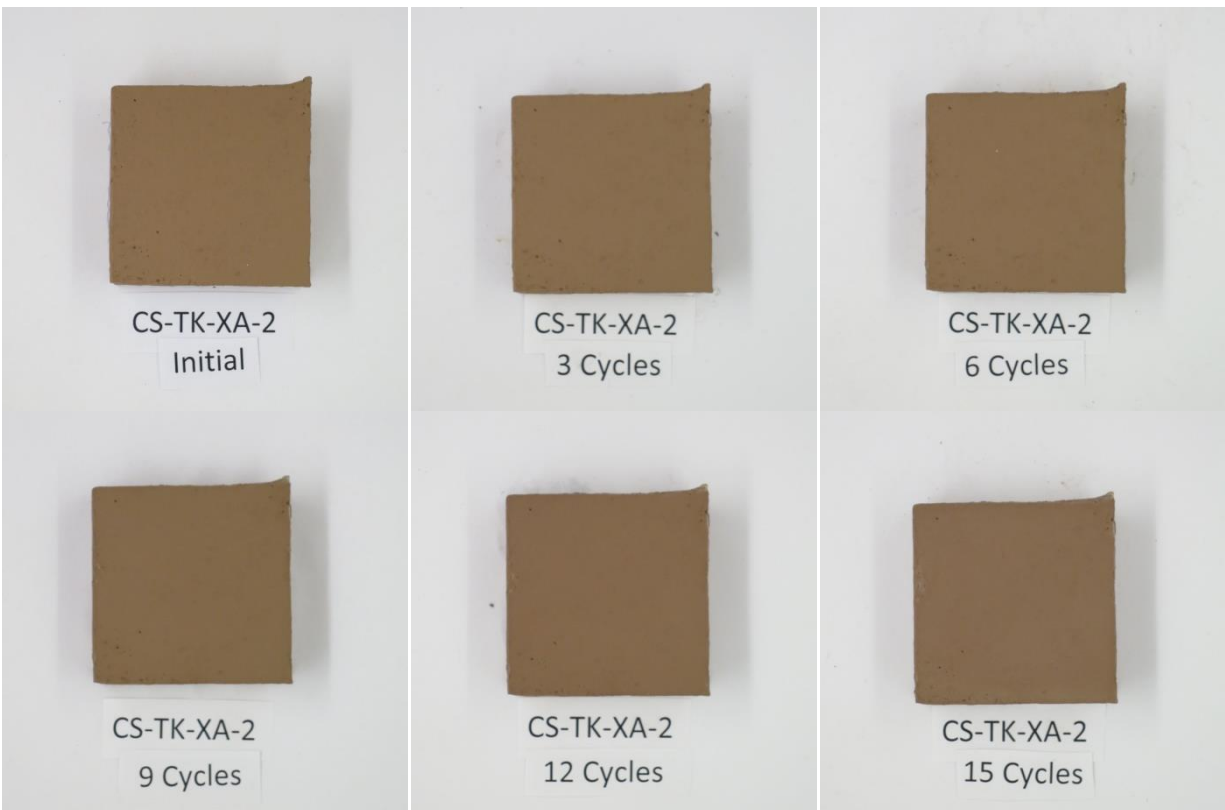 CS-TK-XA-2
Initial
CS-TK-XA-2
3 Cycles
CS-TK-XA-2
6 Cycles
CS-TK-XA-2
9 Cycles
CS-TK-XA-2
12 Cycles
CS-TK-XA-2
15 Cycles